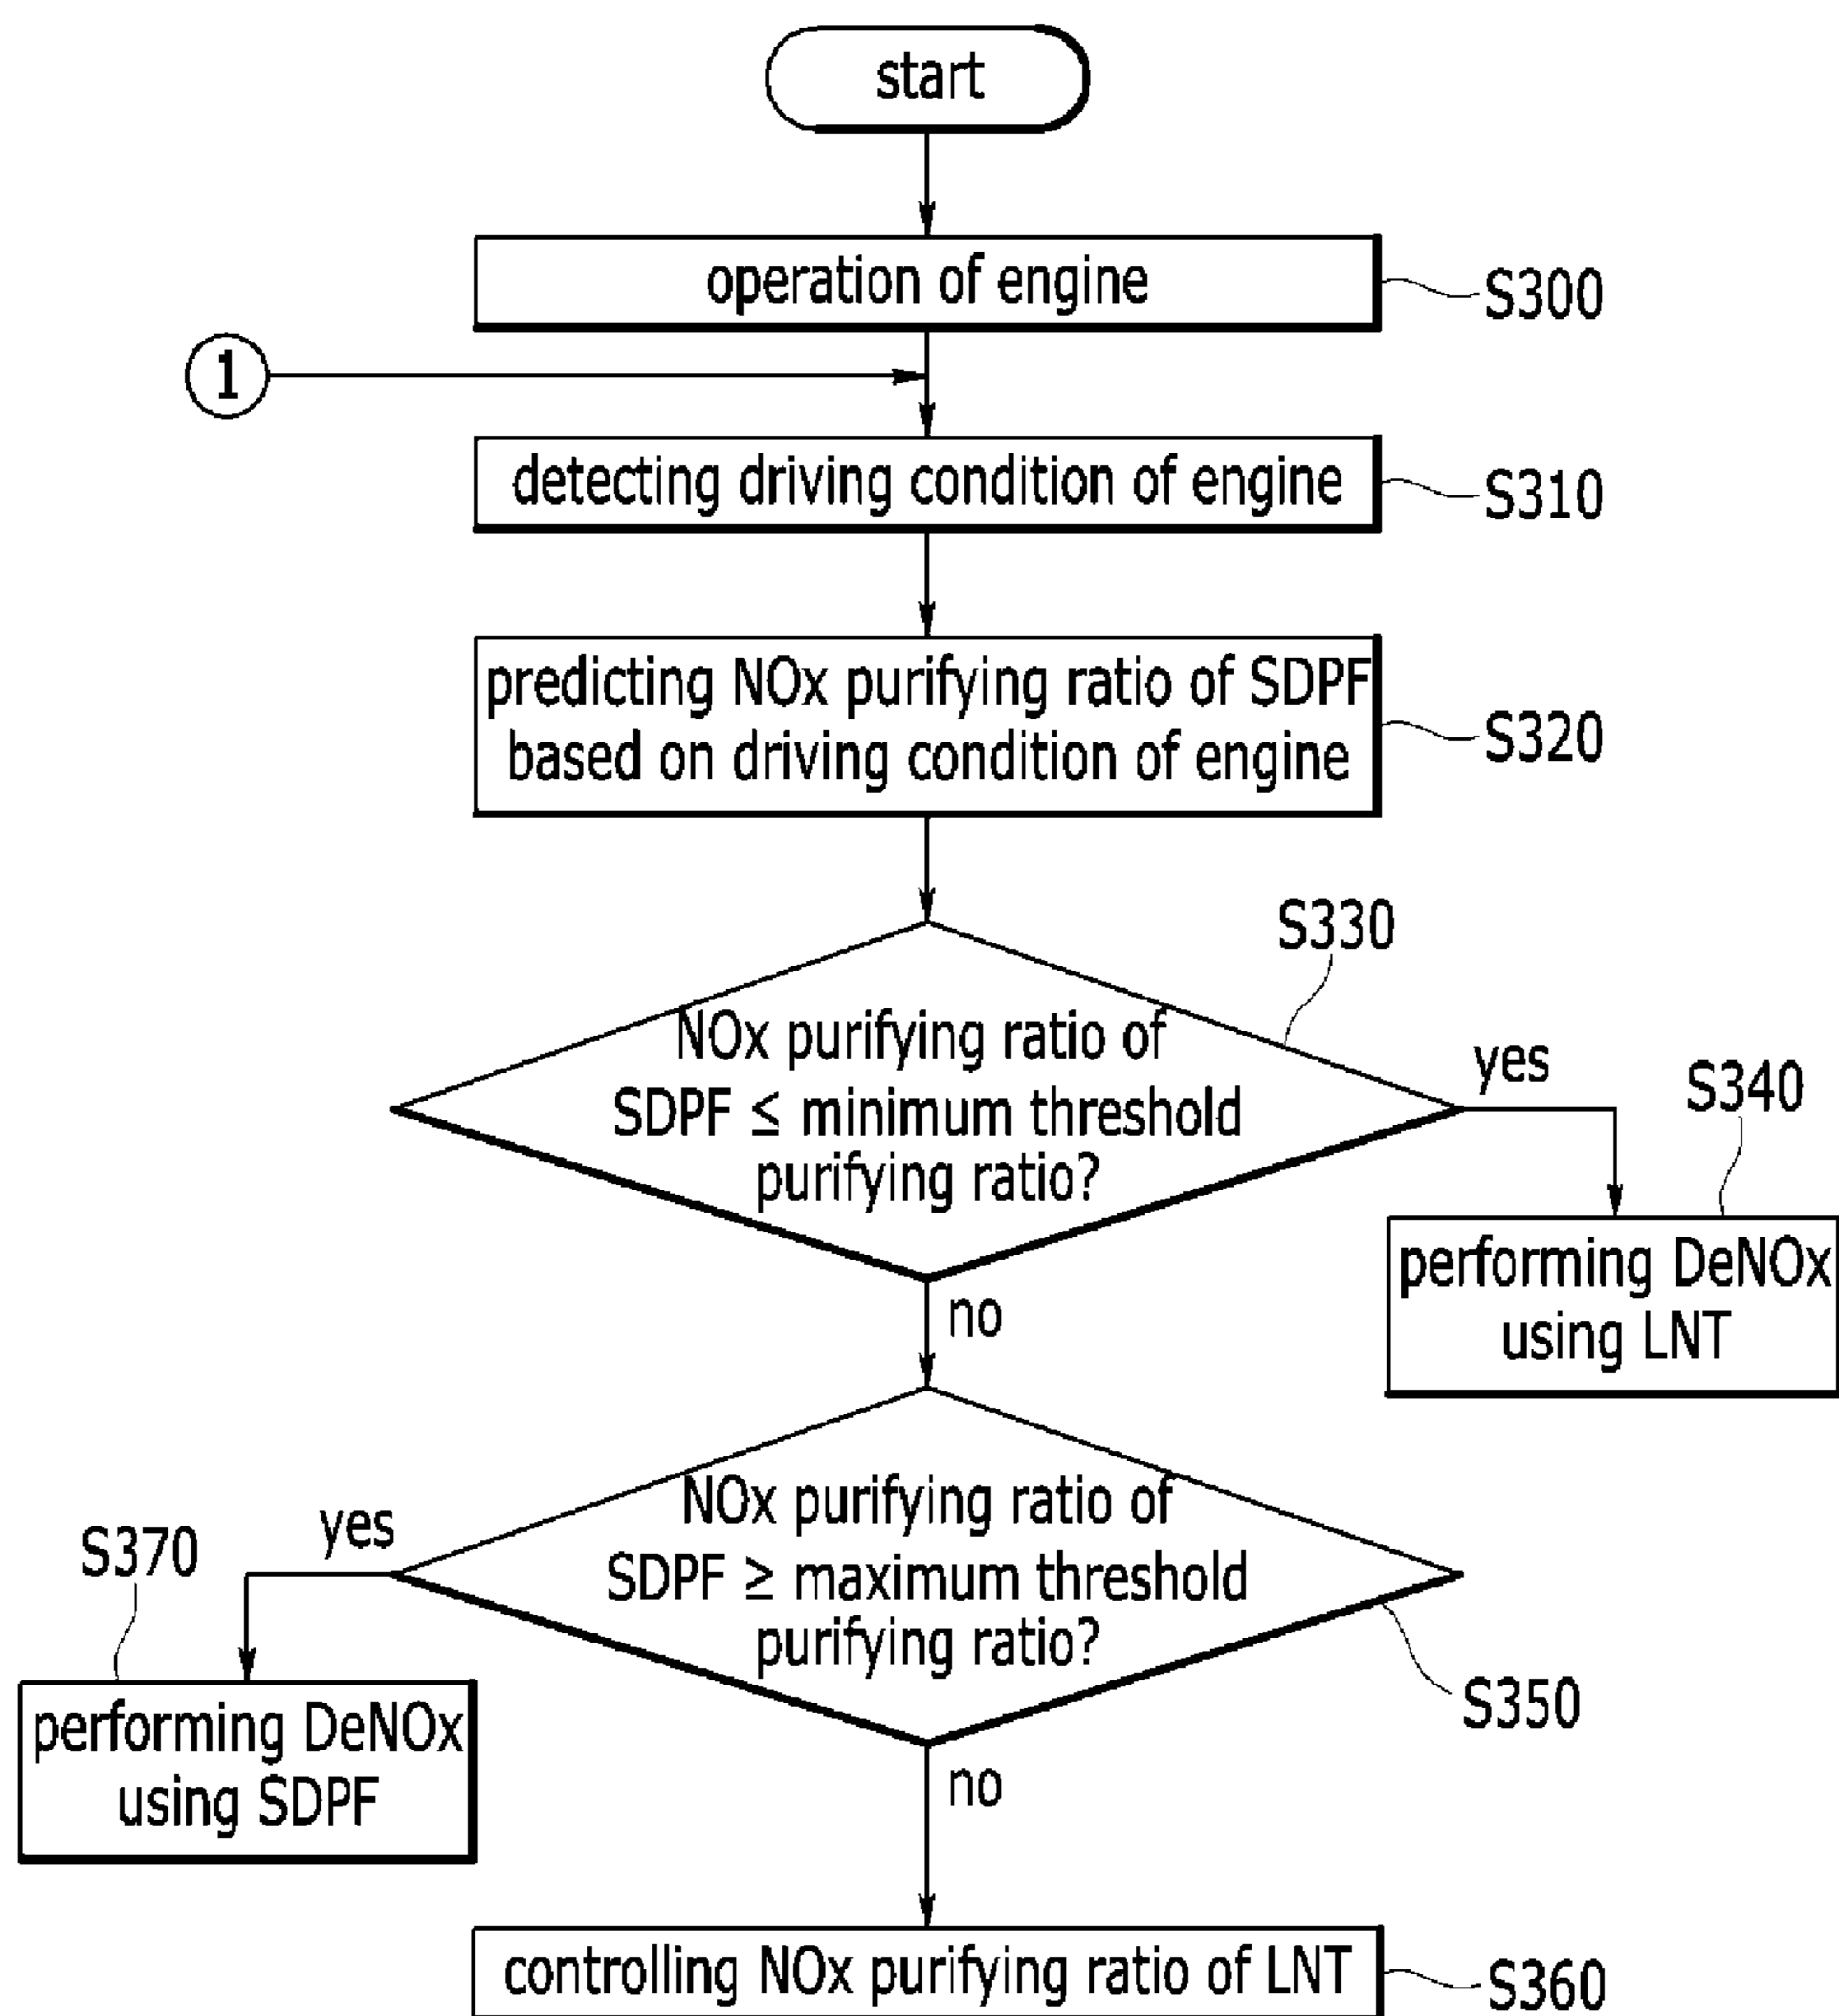 start
operation of engine
S300
1
detecting driving condition of engine
S310
predicting NOx purifying ratio of SDPF
based on driving condition of engine
S320
S330
NOx purifying ratio of
SDPF ≤ minimum threshold
purifying ratio?
yes
S340
performing DeNOx
using LNT
no
NOx purifying ratio of
SDPF ≥ maximum threshold
purifying ratio?
yes
S370
S350
performing DeNOx
using SDPF
no
controlling NOx purifying ratio of LNT
S360